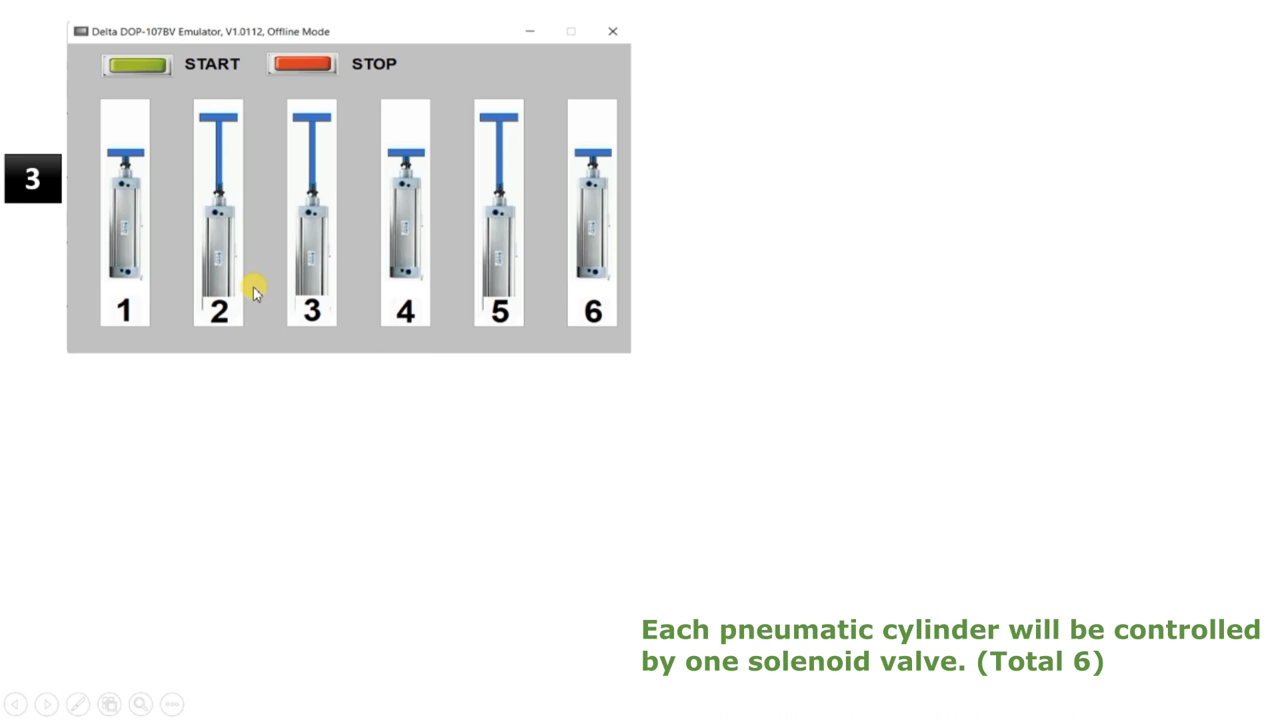 Delta DOP-107BV Emulator, V1.0112, Offline Mode
START STOP
3
1 2 3 4 5 6
Each pneumatic cylinder will be controlled
by one solenoid valve. (Total 6)